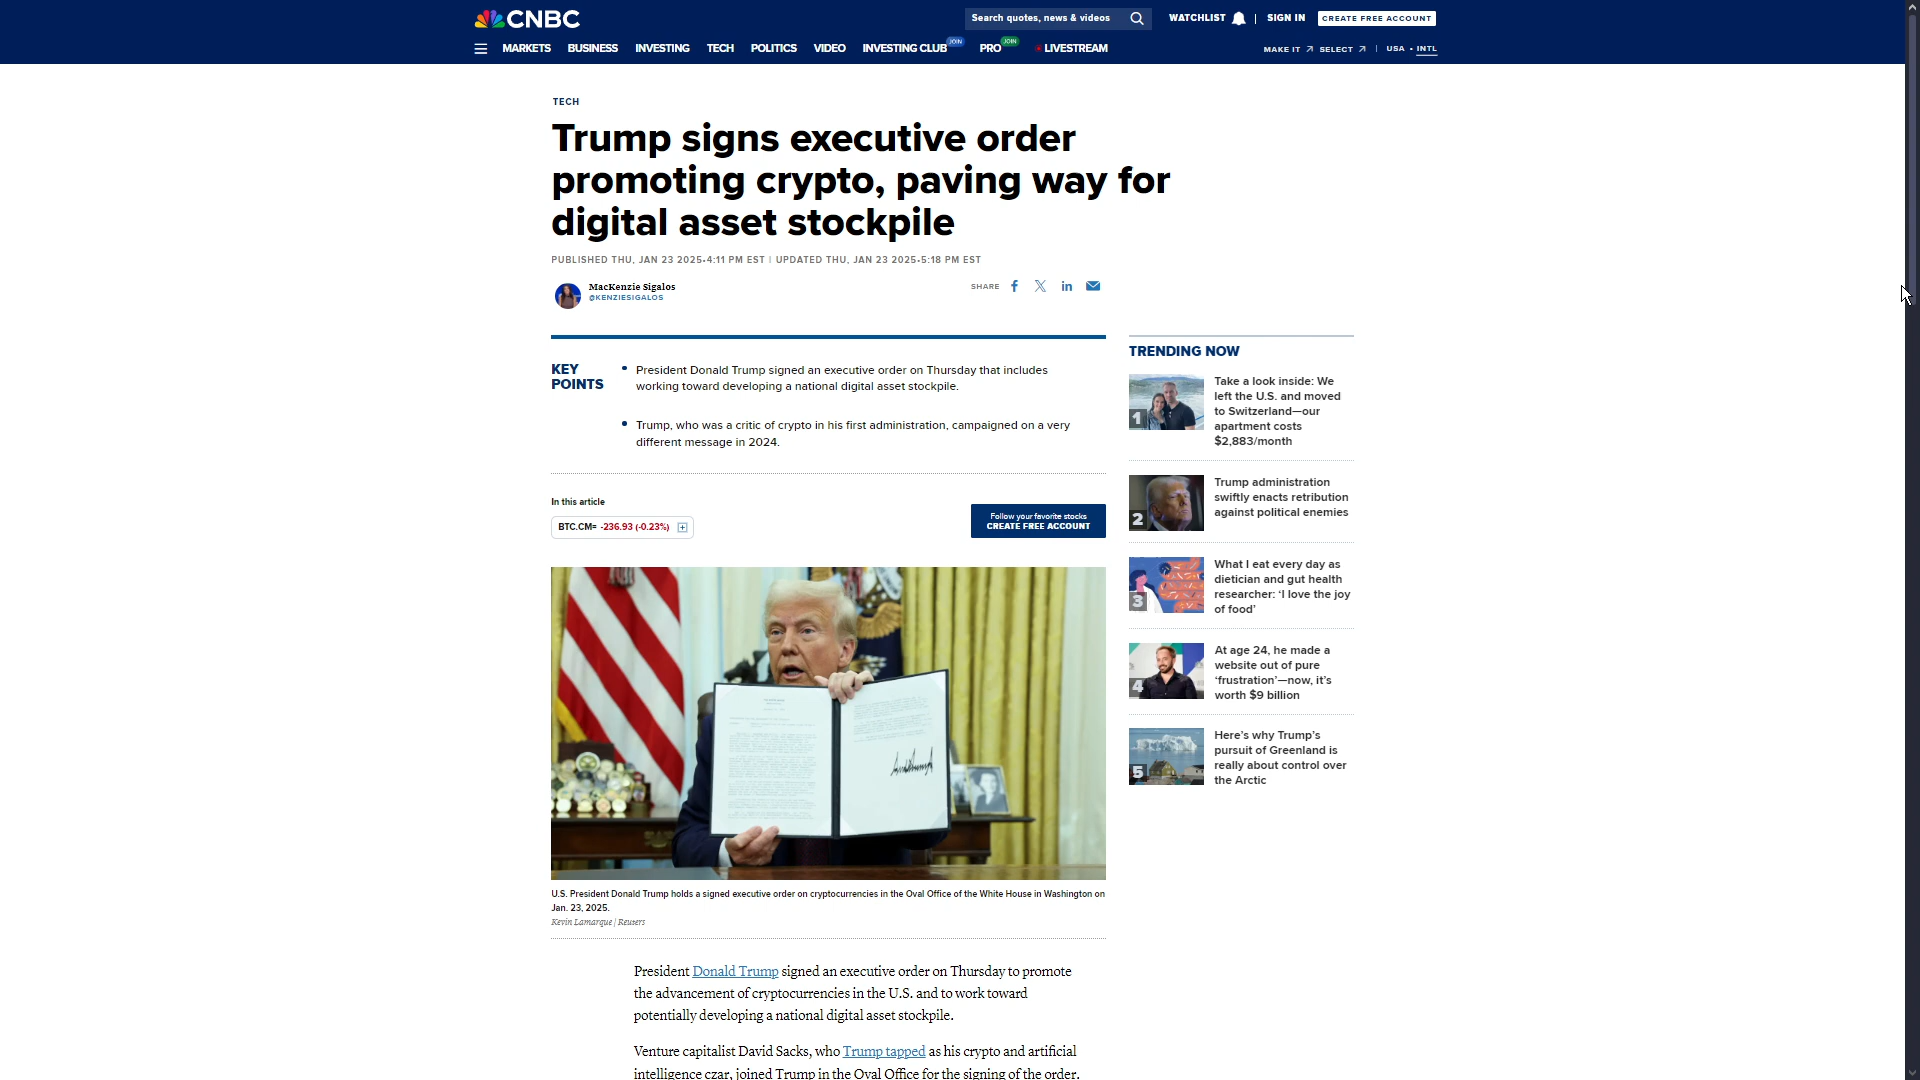 CNBC
Search quotes, news & videos
WATCHLIST
SIGN IN
CREATE FREE ACCOUNT
MARKETS
BUSINESS
INVESTING
TECH
POLITICS
VIDEO
INVESTING CLUB
JOIN
PRO
JOIN
LIVESTREAM
MAKE IT
SELECT
USA • INTL
TECH
Trump signs executive order
promoting crypto, paving way for
digital asset stockpile
PUBLISHED THU, JAN 23 2025•4:11 PM EST | UPDATED THU, JAN 23 2025•5:18 PM EST
MacKenzie Sigalos
@KENZIESIGALOS
SHARE
KEY
POINTS
President Donald Trump signed an executive order on Thursday that includes
working toward developing a national digital asset stockpile.
Trump, who was a critic of crypto in his first administration, campaigned on a very
different message in 2024.
In this article
BTC.CM= -236.93 (-0.23%)
Follow your favorite stocks
CREATE FREE ACCOUNT
U.S. President Donald Trump holds a signed executive order on cryptocurrencies in the Oval Office of the White House in Washington on
Jan. 23, 2025.
Kevin Lamarque | Reuters
President Donald Trump signed an executive order on Thursday to promote
the advancement of cryptocurrencies in the U.S. and to work toward
potentially developing a national digital asset stockpile.
Venture capitalist David Sacks, who Trump tapped as his crypto and artificial
intelligence czar, joined Trump in the Oval Office for the signing of the order.
TRENDING NOW
1
Take a look inside: We
left the U.S. and moved
to Switzerland—our
apartment costs
$2,883/month
2
Trump administration
swiftly enacts retribution
against political enemies
3
What I eat every day as
dietician and gut health
researcher: ‘I love the joy
of food’
4
At age 24, he made a
website out of pure
‘frustration’—now, it’s
worth $9 billion
5
Here’s why Trump’s
pursuit of Greenland is
really about control over
the Arctic